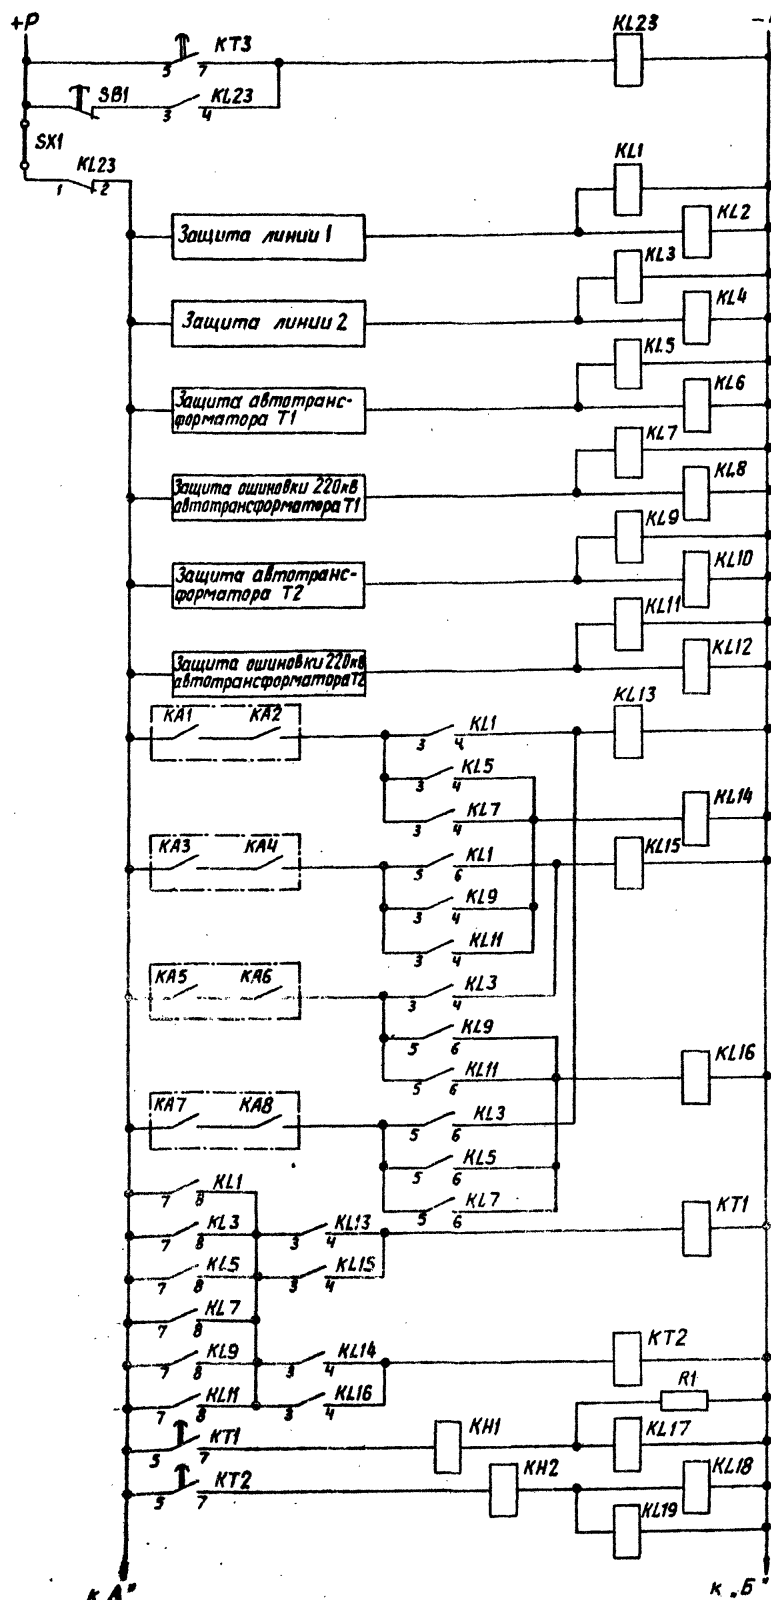 +Р
-
KT3
5 7
KL23
SB1
KL23
3 4
SX1
KL23
1 2
KL1
Защита линии 1
KL2
KL3
Защита линии 2
KL4
KL5
Защита автотранс-
форматора Т1
KL6
KL7
Защита ошиновки 220кв
автотрансформатора Т1
KL8
KL9
Защита автотранс-
форматора Т2
KL10
KL11
Защита ошиновки 220кв
автотрансформатора Т2
KL12
KA1 KA2
KL1
3 4
KL13
KL5
3 4
KL7
3 4
KL14
KA3 KA4
KL1
5 6
KL15
KL9
3 4
KL11
3 4
KA5 KA6
KL3
3 4
KL9
5 6
KL11
5 6
KL16
KA7 KA8
KL3
5 6
KL5
5 6
KL7
5 6
KL1
7 8
KL3
7 8
KL13
3 4
KT1
KL5
7 8
KL15
3 4
KL7
7 8
KL9
7 8
KL14
3 4
KT2
KL11
7 8
KL16
3 4
R1
KT1
5 7
KH1
KL17
KT2
5 7
KH2
KL18
KL19
к „Б"